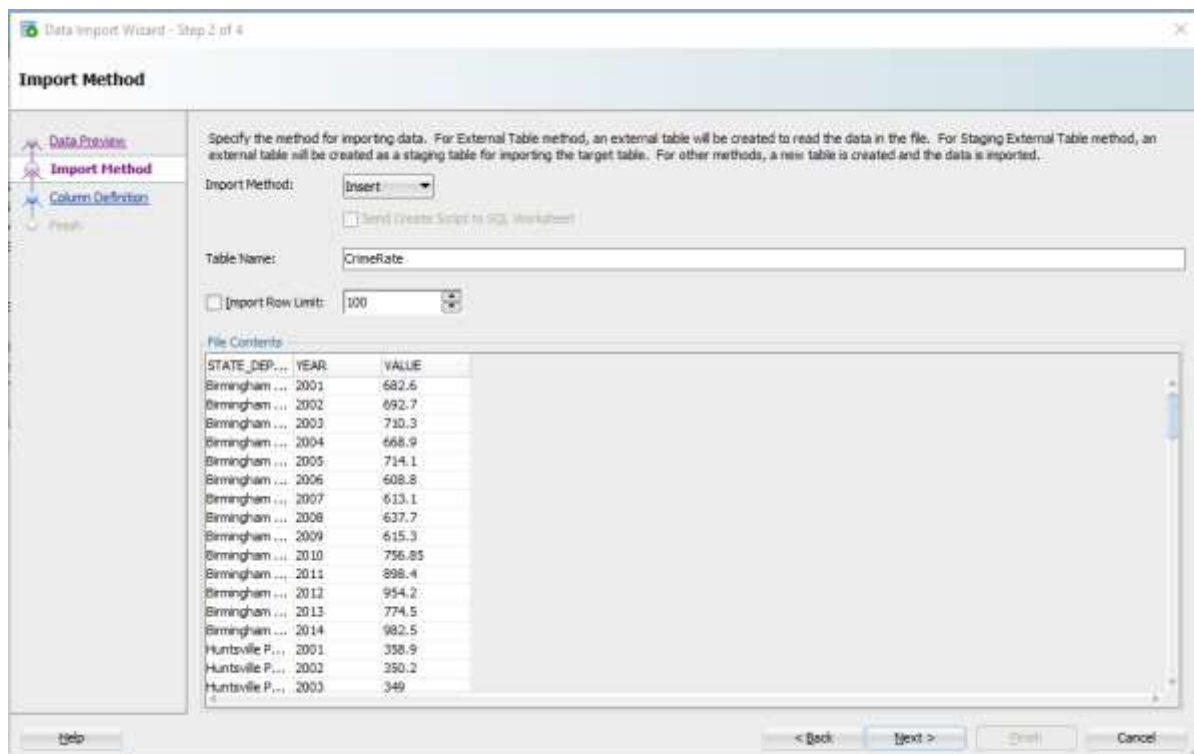 Data Import Wizard - Step 2 of 4
Import Method
Data Preview
Import Method
Column Definition
Finish
Specify the method for importing data. For External Table method, an external table will be created to read the data in the file. For Staging External Table method, an
external table will be created as a staging table for importing the target table. For other methods, a new table is created and the data is imported.
Import Method: Insert
Send Create Script to SQL Worksheet
Table Name: CrimeRate
Import Row Limit: 100
File Contents
STATE_DEP... YEAR VALUE
Birmingham ... 2001 682.6
Birmingham ... 2002 692.7
Birmingham ... 2003 710.3
Birmingham ... 2004 668.9
Birmingham ... 2005 714.1
Birmingham ... 2006 608.8
Birmingham ... 2007 613.1
Birmingham ... 2008 637.7
Birmingham ... 2009 615.3
Birmingham ... 2010 756.85
Birmingham ... 2011 898.4
Birmingham ... 2012 954.2
Birmingham ... 2013 774.5
Birmingham ... 2014 982.5
Huntsville P... 2001 358.9
Huntsville P... 2002 350.2
Huntsville P... 2003 349
Help < Back Next > Finish Cancel